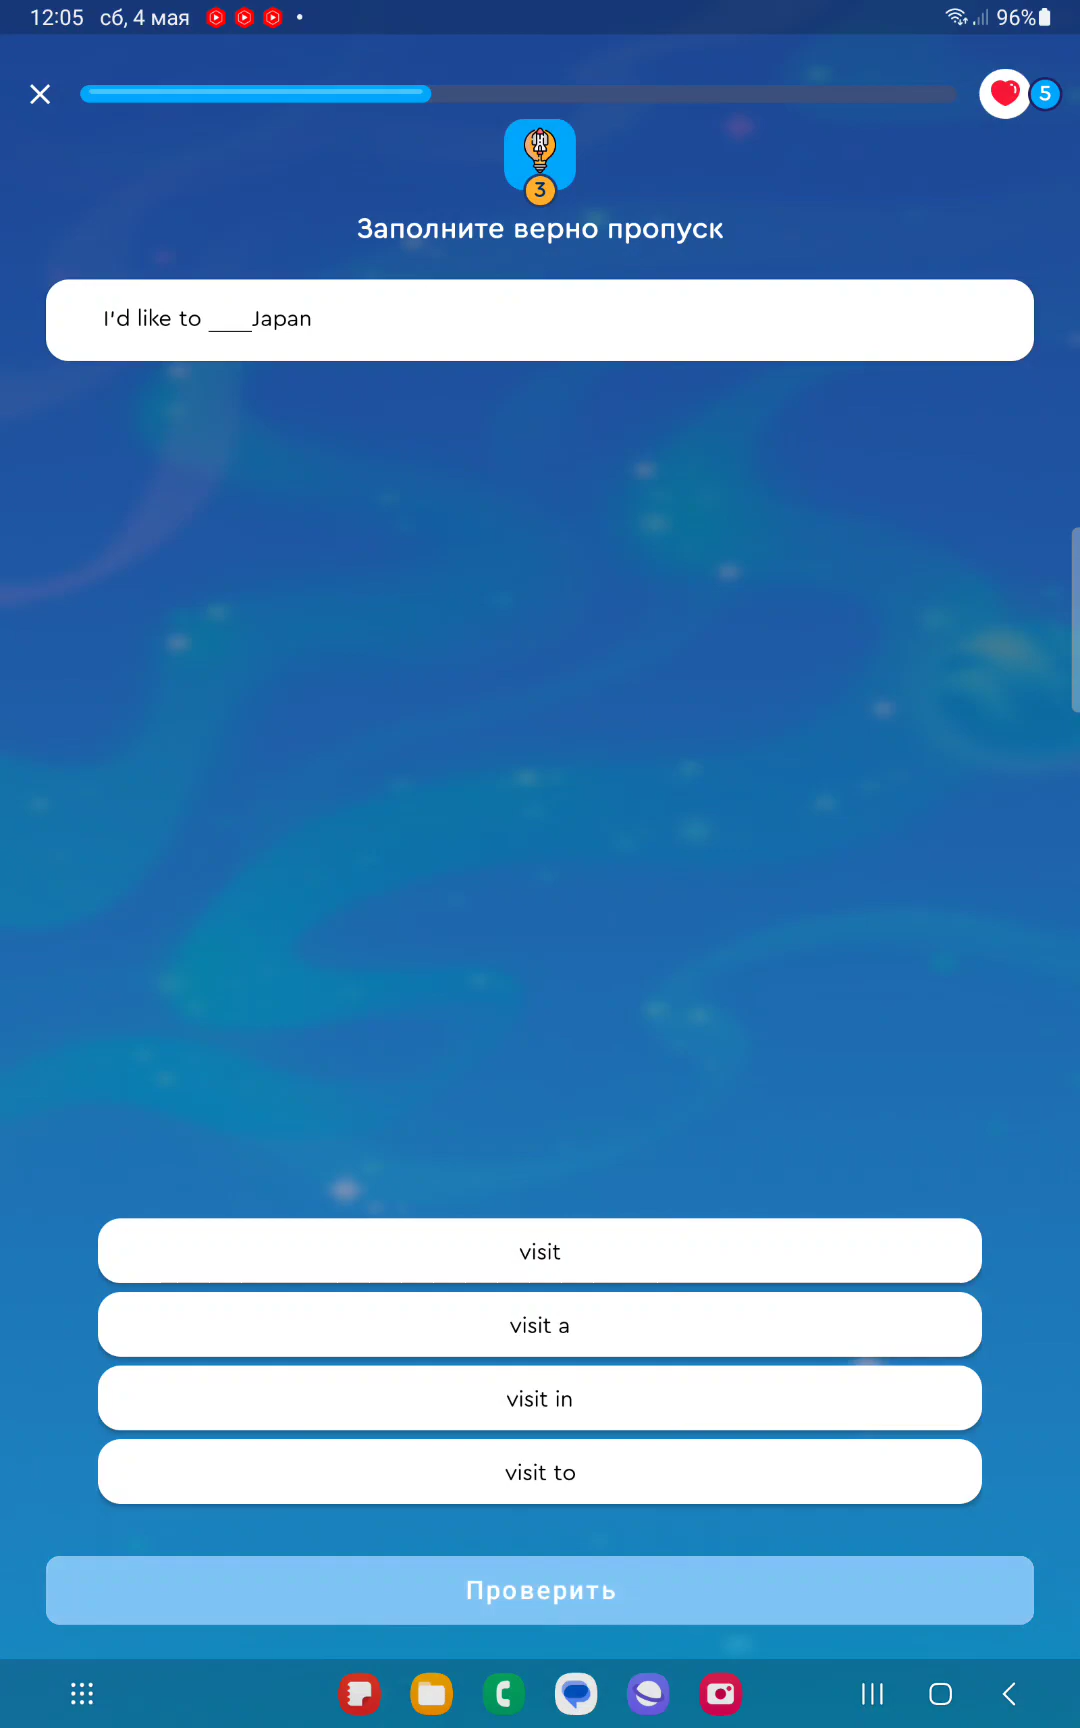 12:05 сб, 4 мая
96%
5
3
Заполните верно пропуск
I'd like to ____Japan
visit
visit a
visit in
visit to
Проверить